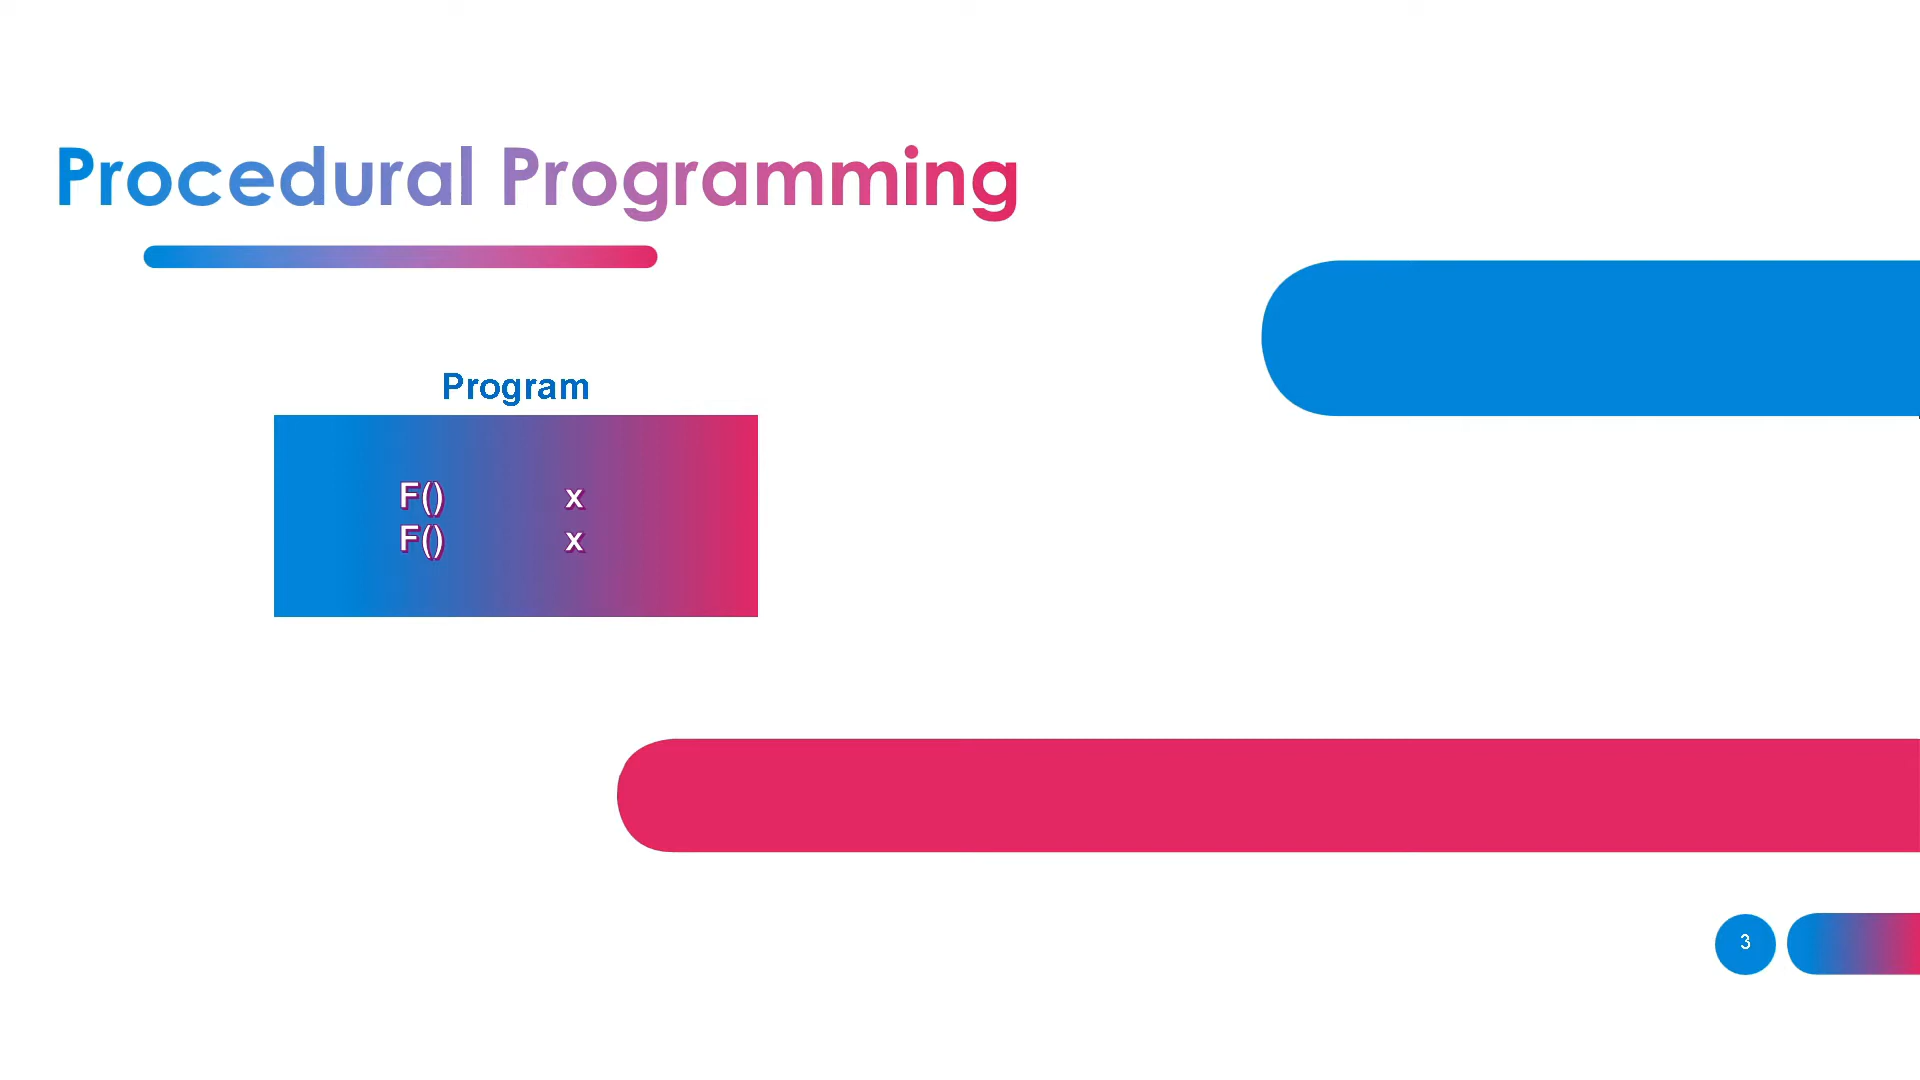 Procedural Programming
Program
F() x
F() x
3